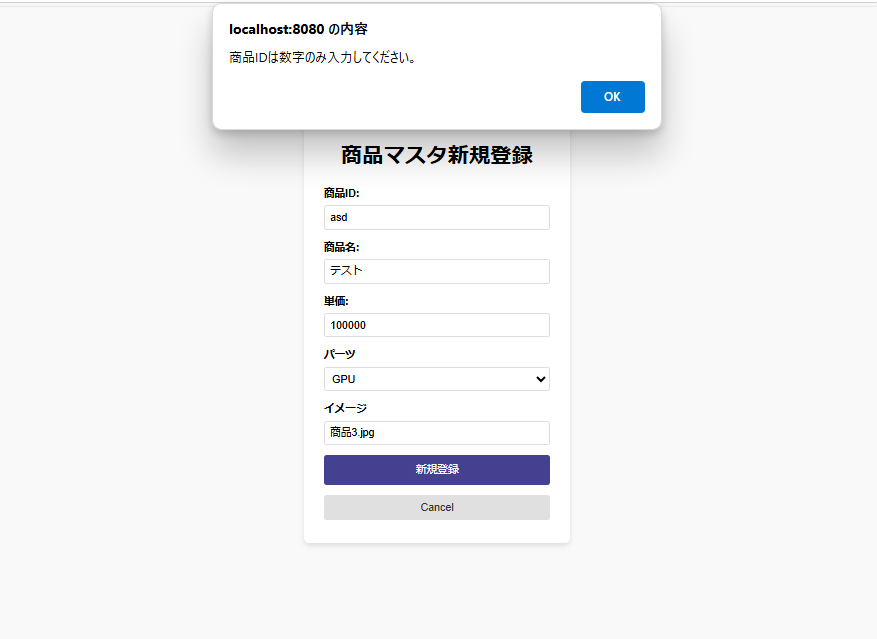 localhost:8080 の内容
商品IDは数字のみ入力してください。
OK
商品マスタ新規登録
商品ID:
asd
商品名:
テスト
単価:
100000
パーツ
GPU
イメージ
商品3.jpg
新規登録
Cancel